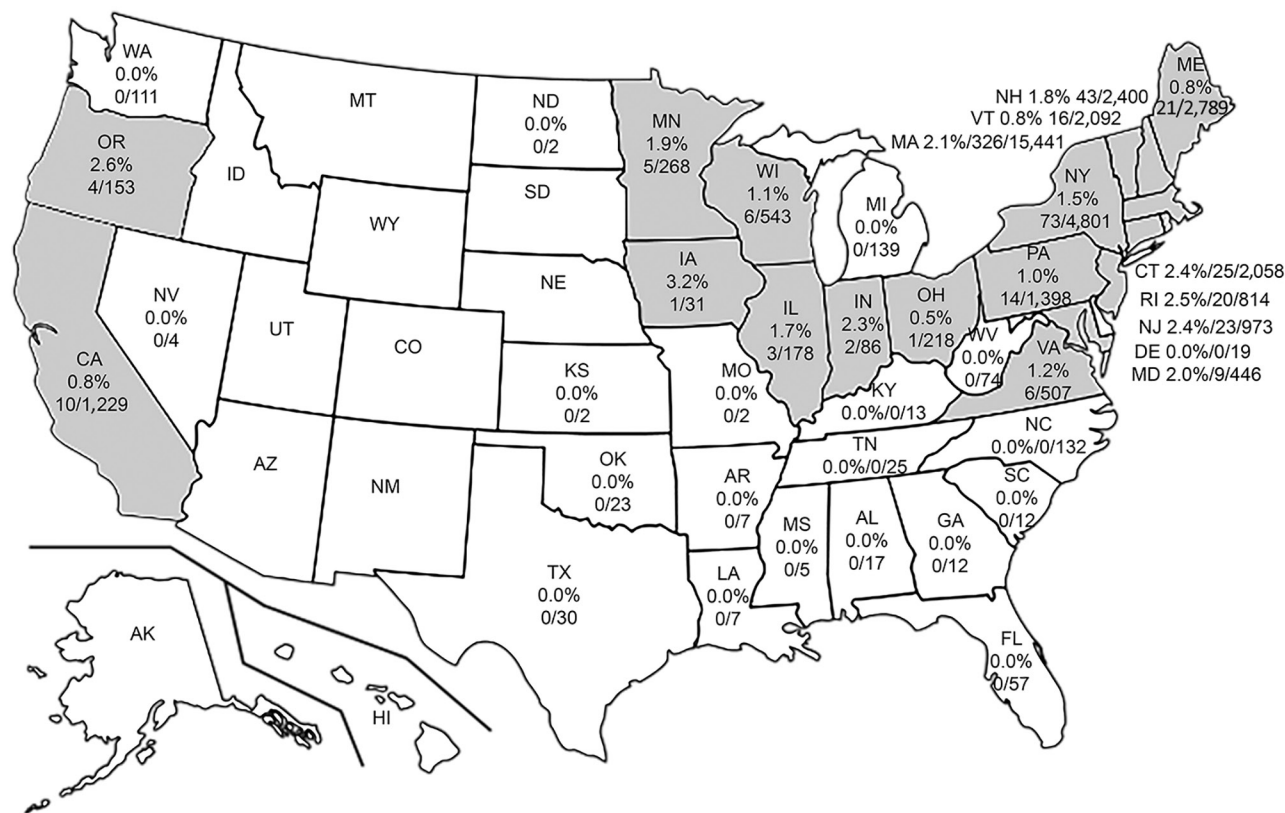 WA
0.0%
0/111
OR
2.6%
4/153
CA
0.8%
10/1,229
NV
0.0%
0/4
ID
MT
WY
UT
CO
AZ
NM
ND
0.0%
0/2
SD
NE
KS
0.0%
0/2
OK
0.0%
0/23
TX
0.0%
0/30
MN
1.9%
5/268
IA
3.2%
1/31
MO
0.0%
0/2
AR
0.0%
0/7
LA
0.0%
0/7
WI
1.1%
6/543
IL
1.7%
3/178
MI
0.0%
0/139
IN
2.3%
2/86
OH
0.5%
1/218
KY
0.0%/0/13
TN
0.0%/0/25
MS
0.0%
0/5
AL
0.0%
0/17
GA
0.0%
0/12
FL
0.0%
0/57
SC
0.0%
0/12
NC
0.0%/0/132
WV
0.0%
0/74
VA
1.2%
6/507
PA
1.0%
14/1,398
NY
1.5%
73/4,801
ME
0.8%
21/2,789
NH 1.8% 43/2,400
VT 0.8% 16/2,092
MA 2.1%/326/15,441
CT 2.4%/25/2,058
RI 2.5%/20/814
NJ 2.4%/23/973
DE 0.0%/0/19
MD 2.0%/9/446
AK
HI